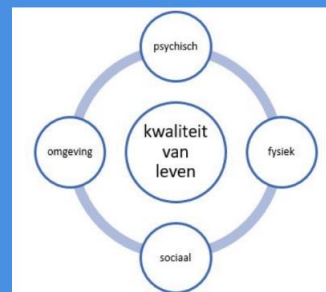 psychisch
omgeving
kwaliteit
van
leven
fysiek
sociaal